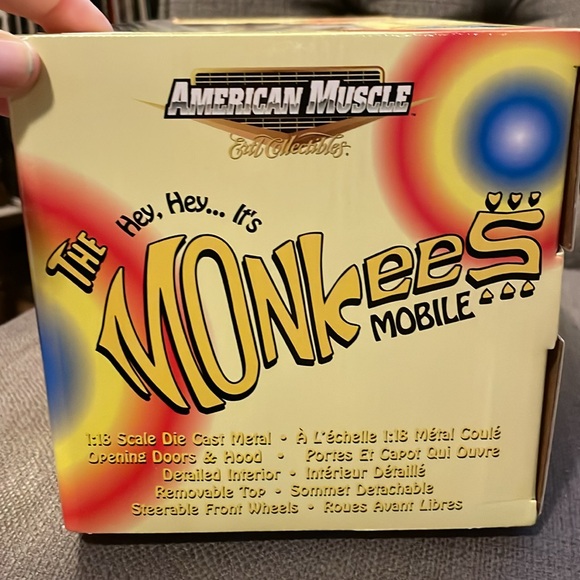 AMERICAN MUSCLE™
Ertl Collectibles™
Hey, Hey... It's
THE
MONKEES
MOBILE
1:18 Scale Die Cast Metal • À L'échelle 1:18 Métal Coulé
Opening Doors & Hood • Portes Et Capot Qui Ouvre
Detailed Interior • Intérieur Détaillé
Removable Top • Sommet Detachable
Steerable Front Wheels • Roues Avant Libres